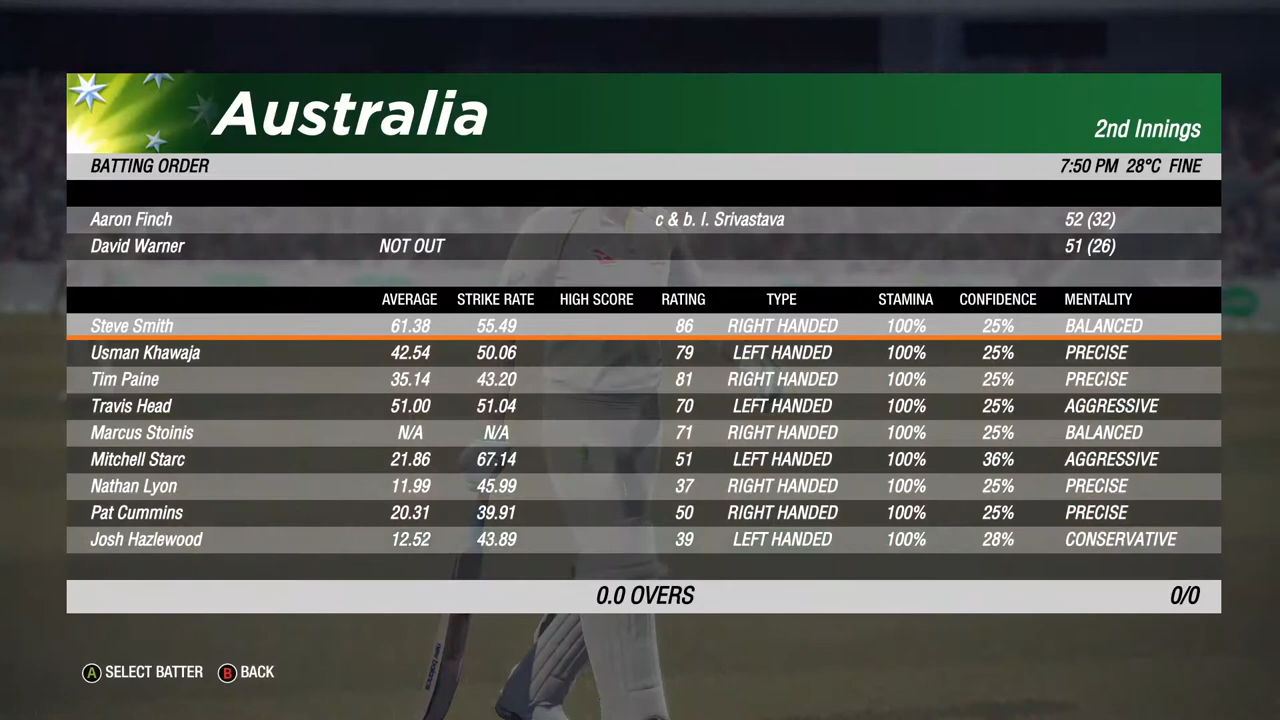 Australia
2nd Innings
BATTING ORDER 7:50 PM 28°C FINE
Aaron Finch c & b. I. Srivastava 52 (32)
David Warner NOT OUT 51 (26)
AVERAGE STRIKE RATE HIGH SCORE RATING TYPE STAMINA CONFIDENCE MENTALITY
Steve Smith 61.38 55.49 86 RIGHT HANDED 100% 25% BALANCED
Usman Khawaja 42.54 50.06 79 LEFT HANDED 100% 25% PRECISE
Tim Paine 35.14 43.20 81 RIGHT HANDED 100% 25% PRECISE
Travis Head 51.00 51.04 70 LEFT HANDED 100% 25% AGGRESSIVE
Marcus Stoinis N/A N/A 71 RIGHT HANDED 100% 25% BALANCED
Mitchell Starc 21.86 67.14 51 LEFT HANDED 100% 36% AGGRESSIVE
Nathan Lyon 11.99 45.99 37 RIGHT HANDED 100% 25% PRECISE
Pat Cummins 20.31 39.91 50 RIGHT HANDED 100% 25% PRECISE
Josh Hazlewood 12.52 43.89 39 LEFT HANDED 100% 28% CONSERVATIVE
0.0 OVERS 0/0
new balance
A SELECT BATTER B BACK